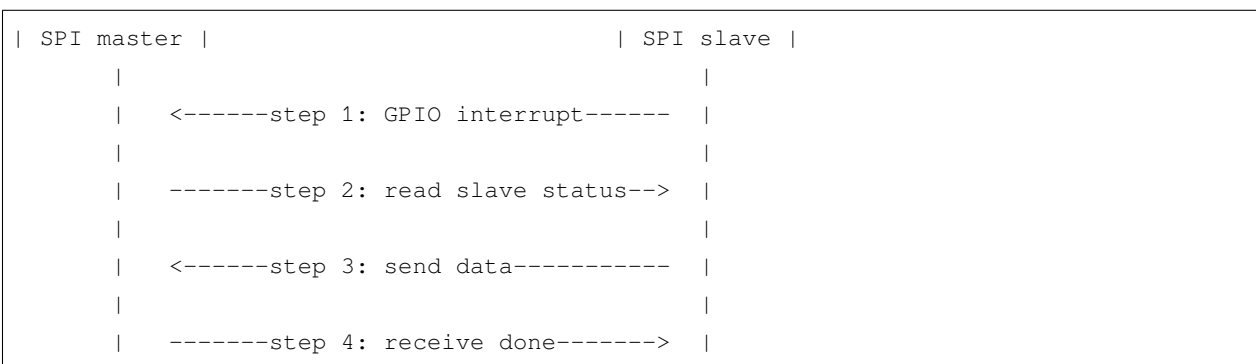 | SPI master |                                | SPI slave |
      |                                             |
      |   <------step 1: GPIO interrupt------  |
      |                                             |
      |   -------step 2: read slave status-->  |
      |                                             |
      |   <------step 3: send data-----------  |
      |                                             |
      |   -------step 4: receive done------->  |